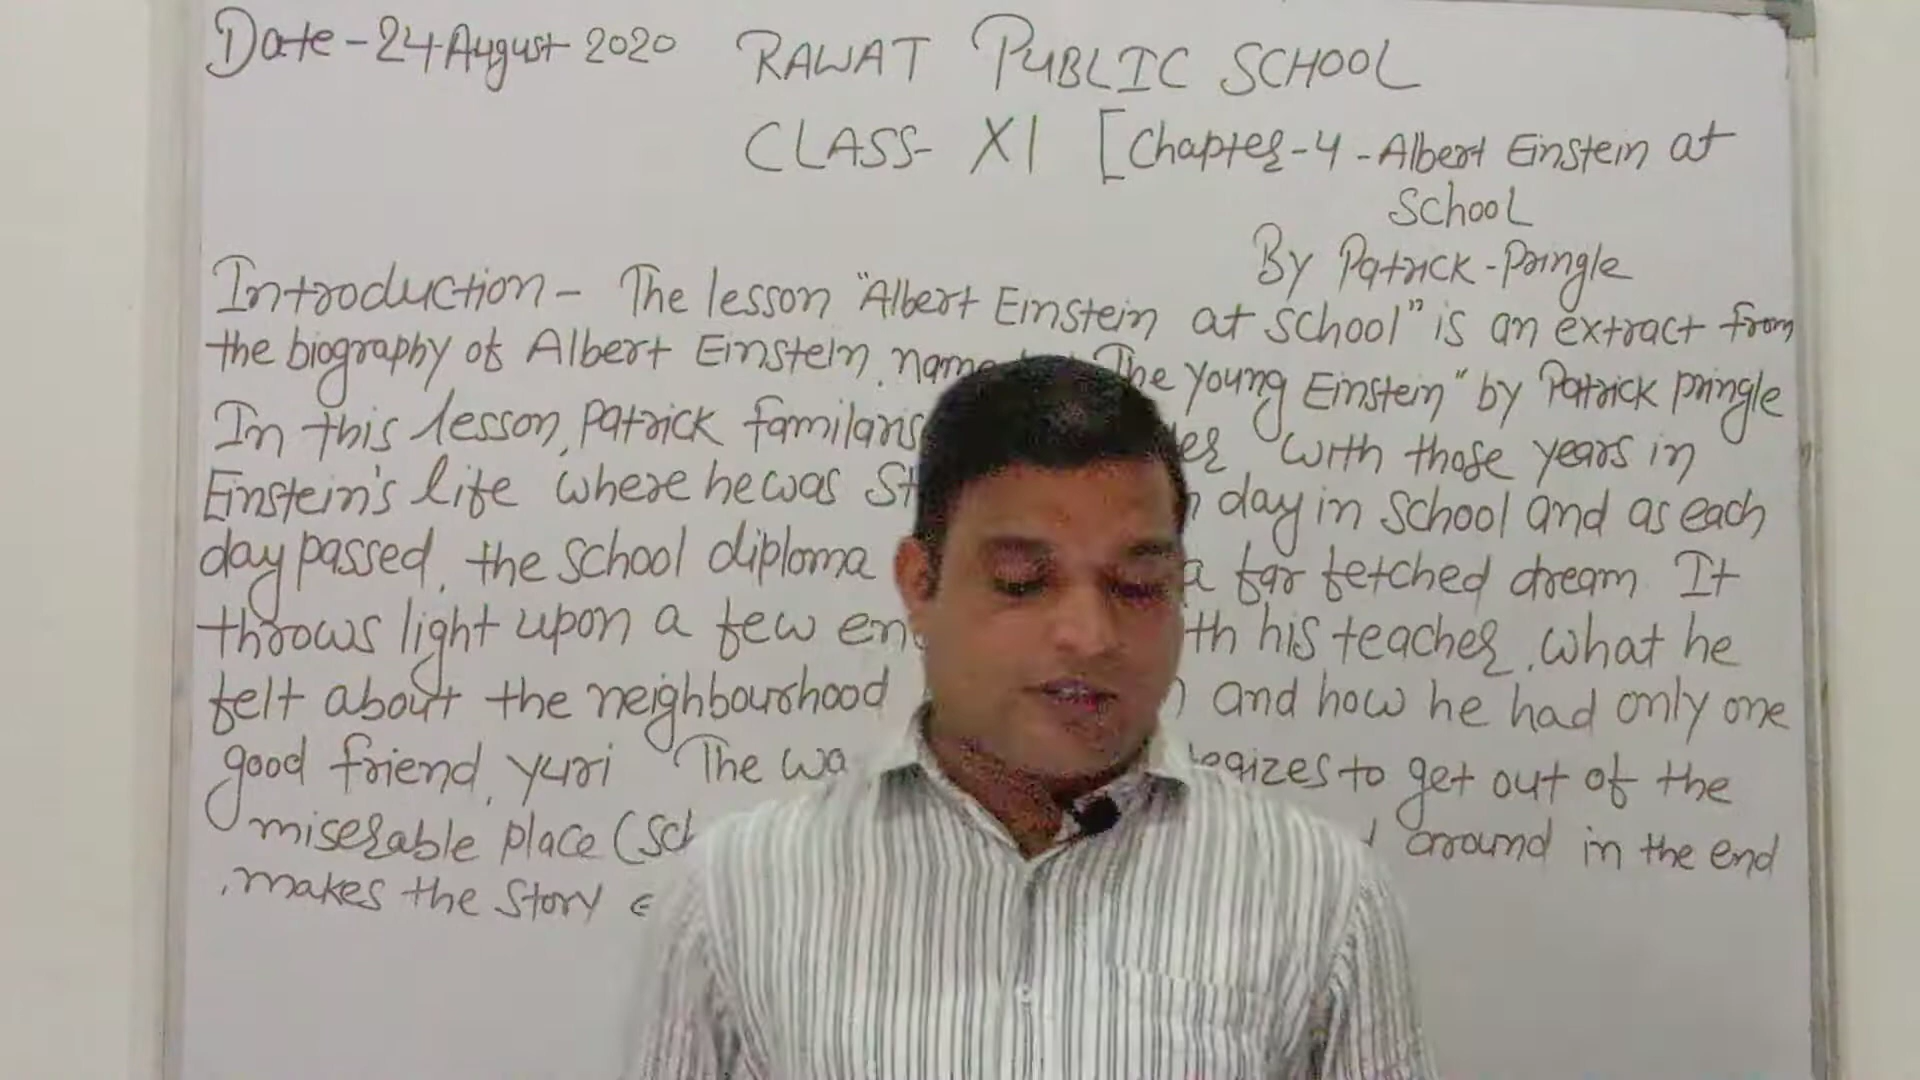 Date - 24 August 2020 RAWAT PUBLIC SCHOOL
CLASS- XI [Chapter-4 - Albert Einstein at
School
By Patrick-Pringle
Introduction - The lesson "Albert Einstein at school" is an extract from
the biography of Albert Einstein, The Young Einstein" by Patrick pringle
In this lesson, Patrick with those years in
Einstein's life where he was day in school and as each
day passed, the school diploma a far fetched dream. It
throws light upon a few his teacher, what he
felt about the neighbourhood and how he had only one
good friend, yuri The to get out of the
miserable place around in the end
, makes the story